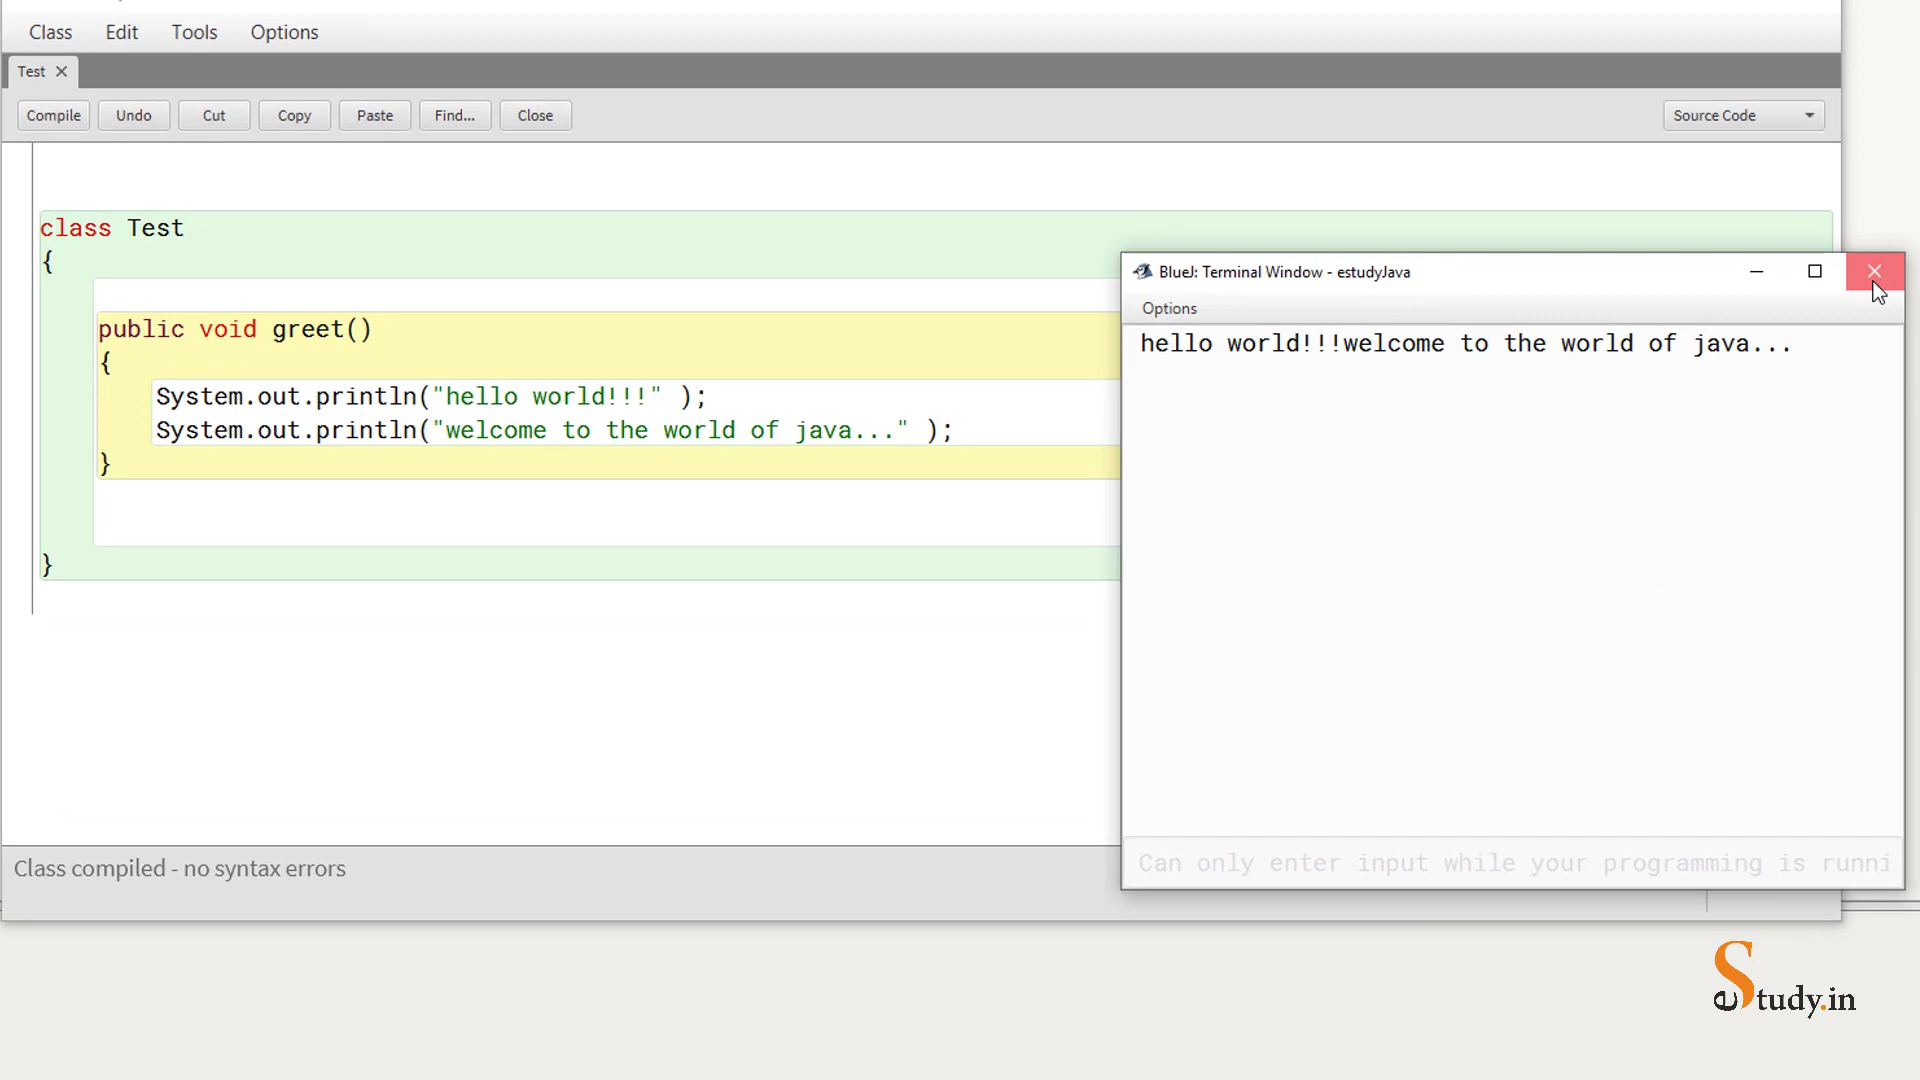 Class Edit Tools Options
Test
Compile Undo Cut Copy Paste Find... Close Source Code
class Test
{
public void greet()
{
System.out.println("hello world!!!" );
System.out.println("welcome to the world of java..." );
}
}
Class compiled - no syntax errors
BlueJ: Terminal Window - estudyJava
Options
hello world!!!welcome to the world of java...
Can only enter input while your programming is runni
eStudy.in